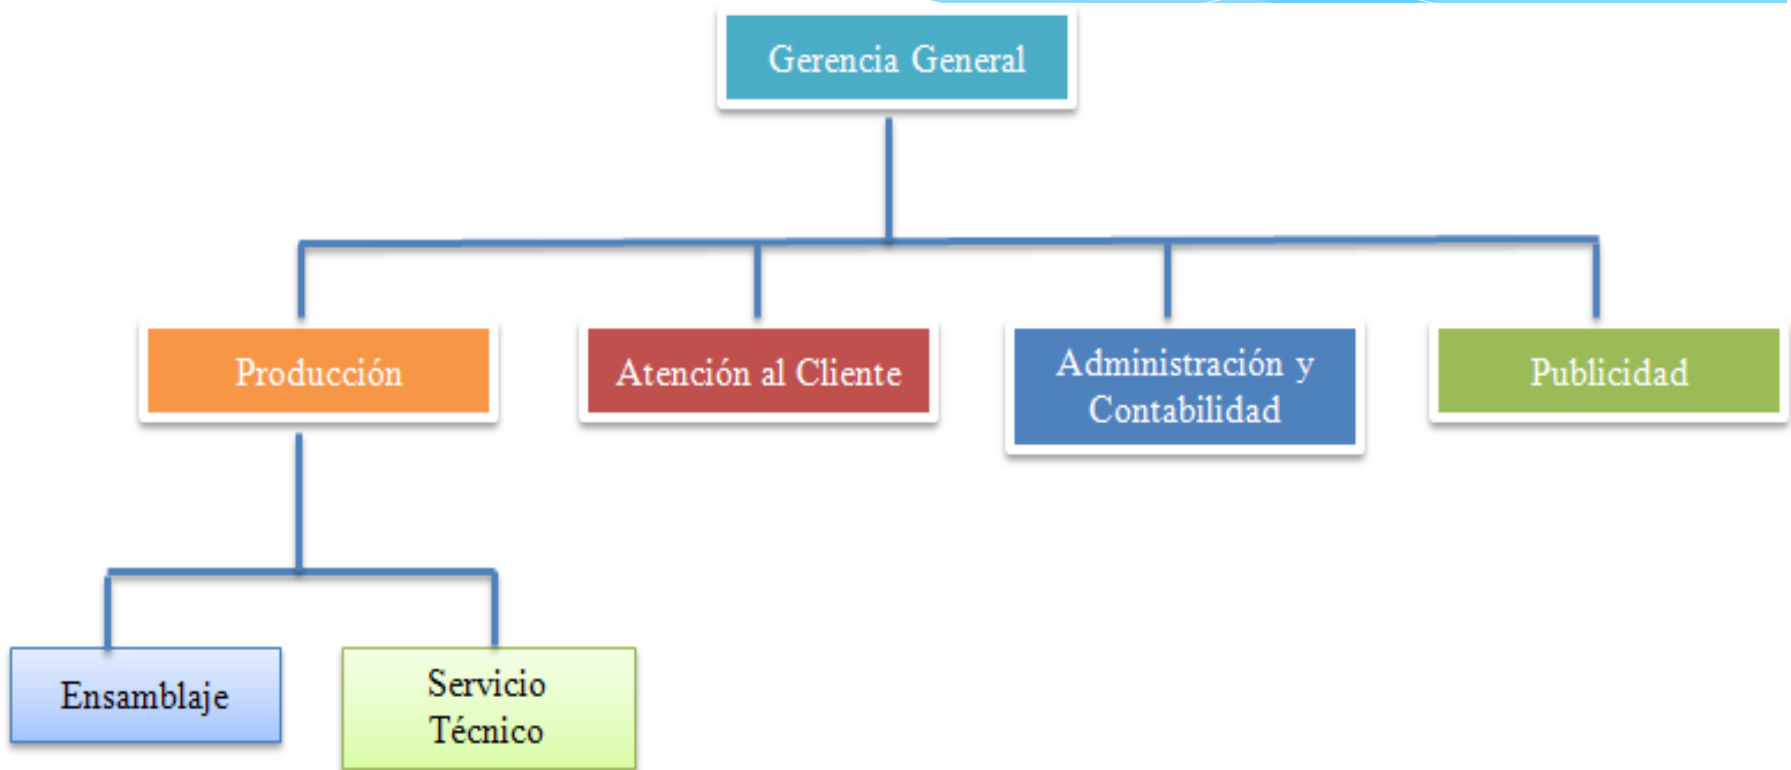 Gerencia General
Producción
Atención al Cliente
Administración y
Contabilidad
Publicidad
Ensamblaje
Servicio
Técnico